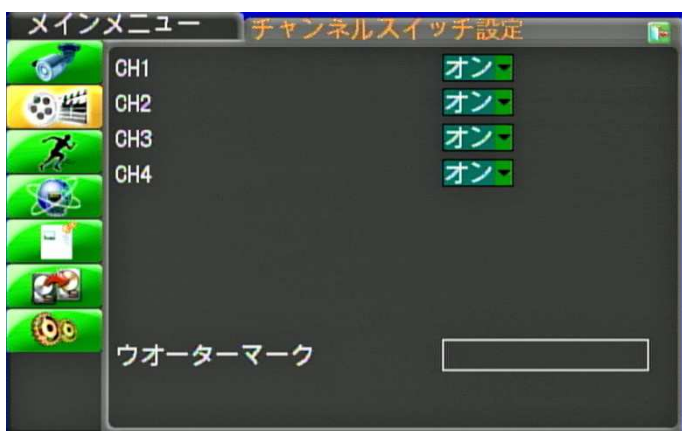 メインメニュー
チャンネルスイッチ設定
CH1 オン
CH2 オン
CH3 オン
CH4 オン
ウオーターマーク